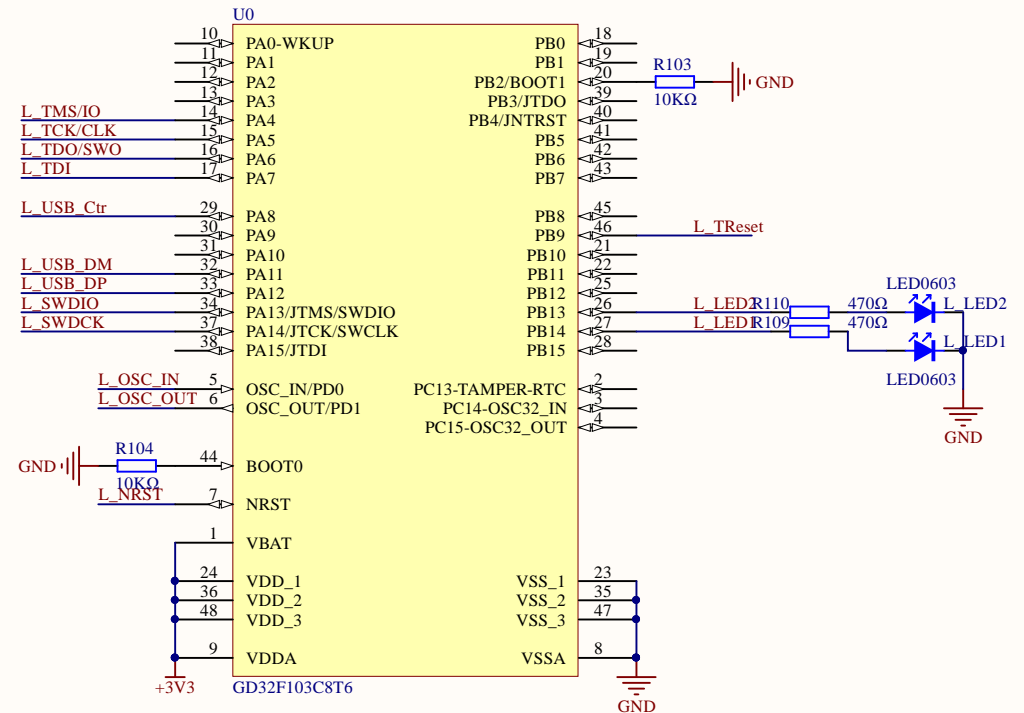 U0
10 PA0-WKUP PB0 18
11 PA1 PB1 19
12 PA2 PB2/BOOT1 20 R103 10KΩ GND
13 PA3 PB3/JTDO 39
L_TMS/IO 14 PA4 PB4/JNTRST 40
L_TCK/CLK 15 PA5 PB5 41
L_TDO/SWO 16 PA6 PB6 42
L_TDI 17 PA7 PB7 43
L_USB_Ctr 29 PA8 PB8 45
30 PA9 PB9 46 L_TReset
31 PA10 PB10 21
L_USB_DM 32 PA11 PB11 22
L_USB_DP 33 PA12 PB12 25
LED0603
L_SWDIO 34 PA13/JTMS/SWDIO PB13 26 L_LED2 R110 470Ω L_LED2
L_SWDCK 37 PA14/JTCK/SWCLK PB14 27 L_LED1 R109 470Ω L_LED1
38 PA15/JTDI PB15 28
LED0603
L_OSC_IN 5 OSC_IN/PD0 PC13-TAMPER-RTC 2
L_OSC_OUT 6 OSC_OUT/PD1 PC14-OSC32_IN 3
PC15-OSC32_OUT 4
GND
R104
GND 44 BOOT0
10KΩ
L_NRST 7 NRST
1 VBAT
24 VDD_1 VSS_1 23
36 VDD_2 VSS_2 35
48 VDD_3 VSS_3 47
9 VDDA VSSA 8
+3V3
GD32F103C8T6
GND